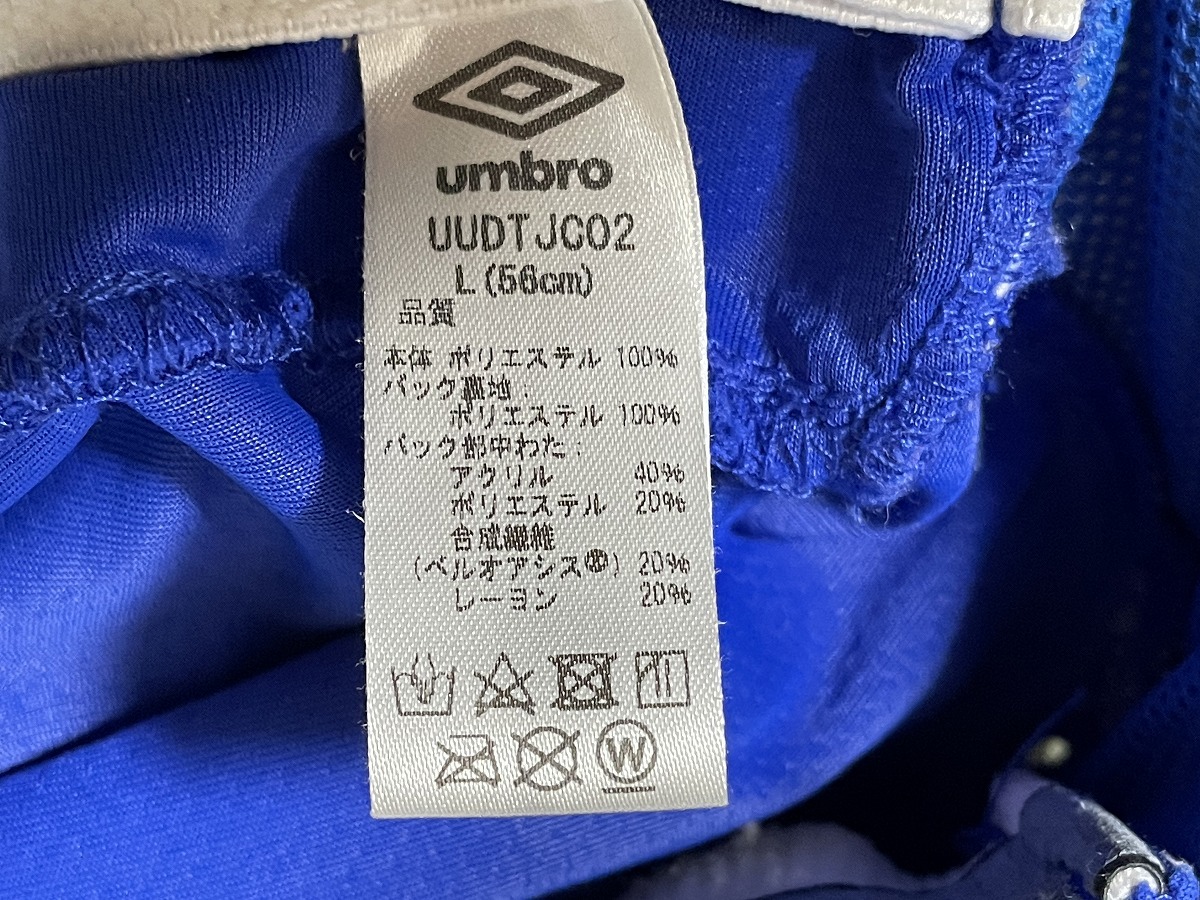 umbro
UUDTJC02
L(56cm)
品質
本体 ポリエステル 100%
バック裏地:
ポリエステル 100%
バック部中わた:
アクリル 40%
ポリエステル 20%
合成繊維
(ベルオアシス®) 20%
レーヨン 20%
W